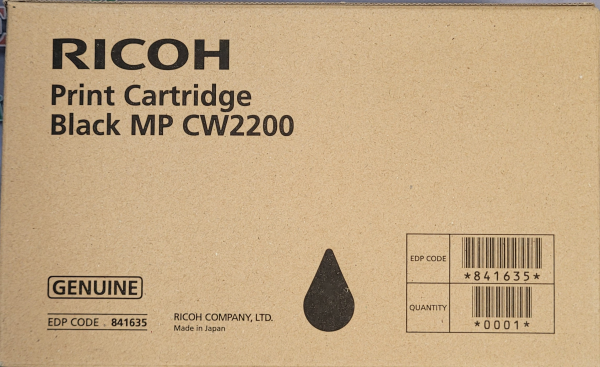 RICOH
Print Cartridge
Black MP CW2200
GENUINE
EDP CODE . 841635
RICOH COMPANY, LTD.
Made in Japan
EDP CODE
*841635*
QUANTITY
*0001*